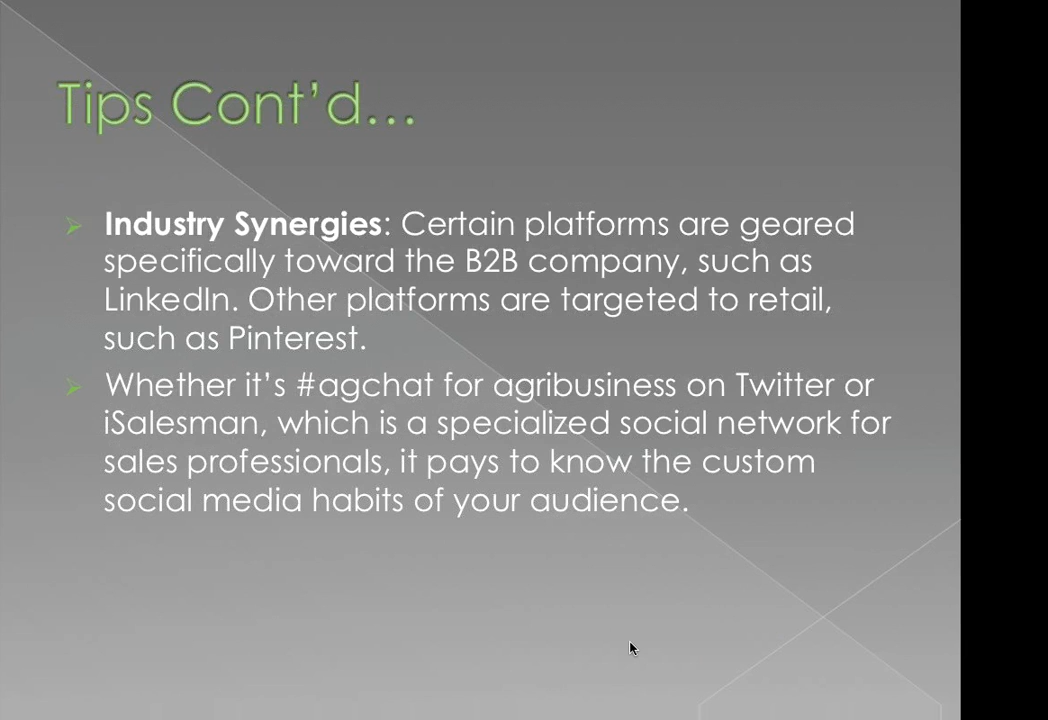 Tips Cont’d…
Industry Synergies: Certain platforms are geared
specifically toward the B2B company, such as
LinkedIn. Other platforms are targeted to retail,
such as Pinterest.
Whether it’s #agchat for agribusiness on Twitter or
iSalesman, which is a specialized social network for
sales professionals, it pays to know the custom
social media habits of your audience.